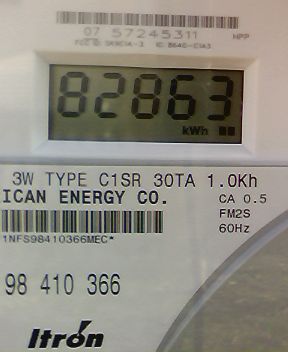 07 57245311 MPP
82863
kWh
3W TYPE C1SR 30TA 1.0Kh
ICAN ENERGY CO. CA 0.5
FM2S
1NFS98410366MEC* 60Hz
98 410 366
Itron